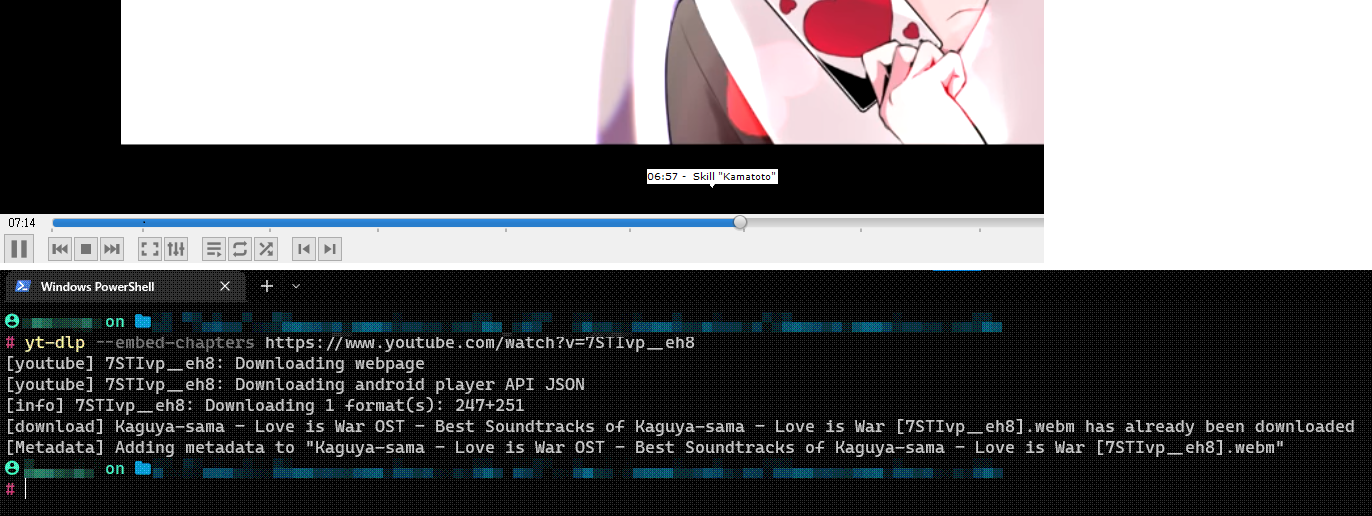 06:57 - Skill "Kamatoto"
07:14
Windows PowerShell
on
# yt-dlp --embed-chapters https://www.youtube.com/watch?v=7STIvp__eh8
[youtube] 7STIvp__eh8: Downloading webpage
[youtube] 7STIvp__eh8: Downloading android player API JSON
[info] 7STIvp__eh8: Downloading 1 format(s): 247+251
[download] Kaguya-sama - Love is War OST - Best Soundtracks of Kaguya-sama - Love is War [7STIvp__eh8].webm has already been downloaded
[Metadata] Adding metadata to "Kaguya-sama - Love is War OST - Best Soundtracks of Kaguya-sama - Love is War [7STIvp__eh8].webm"
on
#